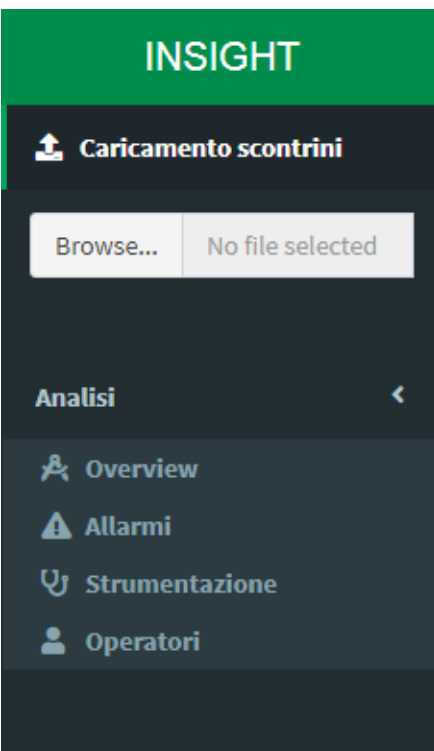 INSIGHT
Caricamento scontrini
Browse... No file selected
Analisi
Overview
Allarmi
Strumentazione
Operatori